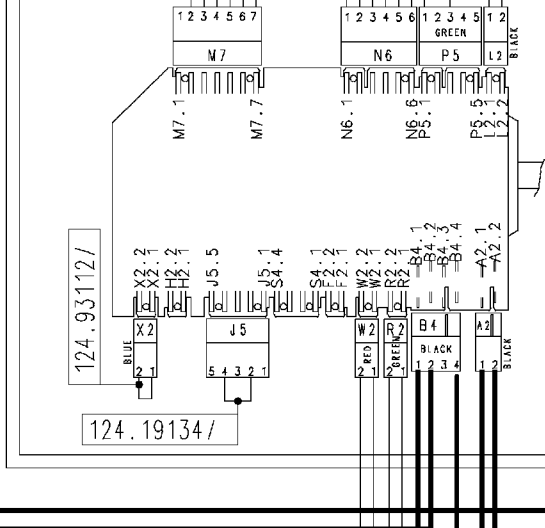 1 2 3 4 5 6 7
1 2 3 4 5 6
1 2 3 4 5
1 2
GREEN
BLACK
M7
N6
P5
L2
M7.1
M7.7
N6.1
N6.6
P5.1
P5.5
L2.1
L2.2
X2.2
X2.1
H2.2
H2.1
J5.5
J5.1
S4.4
S4.1
F2.2
F2.1
W2.2
W2.1
R2.2
R2.1
B4.1
B4.2
B4.3
B4.4
A2.1
A2.2
124.93112/
X2
J5
W2
R2
B4
A2
BLUE
RED
GREEN
BLACK
BLACK
2 1
5 4 3 2 1
2 1
2 1
1 2 3 4
1 2
124.19134/